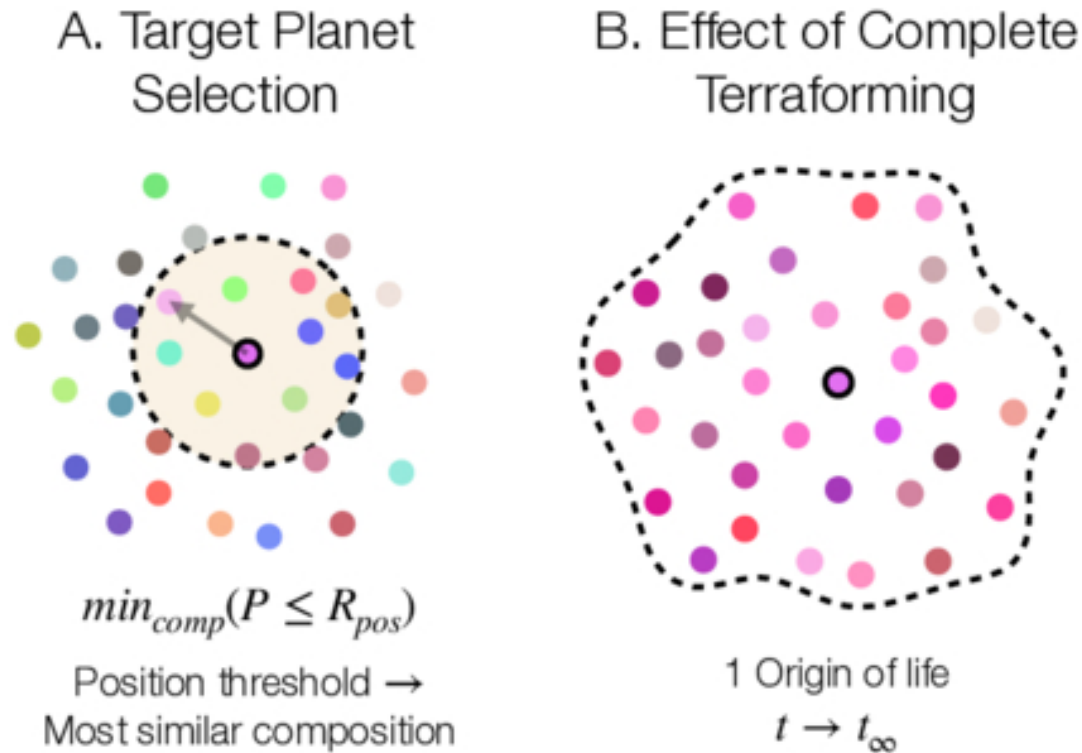 A. Target Planet
Selection
min_comp(P ≤ R_pos)
Position threshold →
Most similar composition
B. Effect of Complete
Terraforming
1 Origin of life
t → t_∞